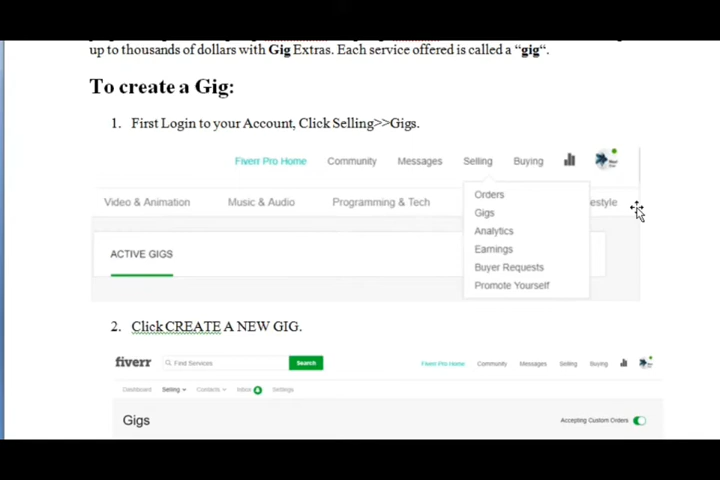 up to thousands of dollars with Gig Extras. Each service offered is called a “gig“.
To create a Gig:
1. First Login to your Account, Click Selling>>Gigs.
Fiverr Pro Home Community Messages Selling Buying
Video & Animation Music & Audio Programming & Tech estyle
Orders
Gigs
Analytics
Earnings
Buyer Requests
Promote Yourself
ACTIVE GIGS
2. Click CREATE A NEW GIG.
fiverr Find Services Search Fiverr Pro Home Community Messages Selling Buying
Dashboard Selling Contacts Inbox Settings
Gigs Accepting Custom Orders